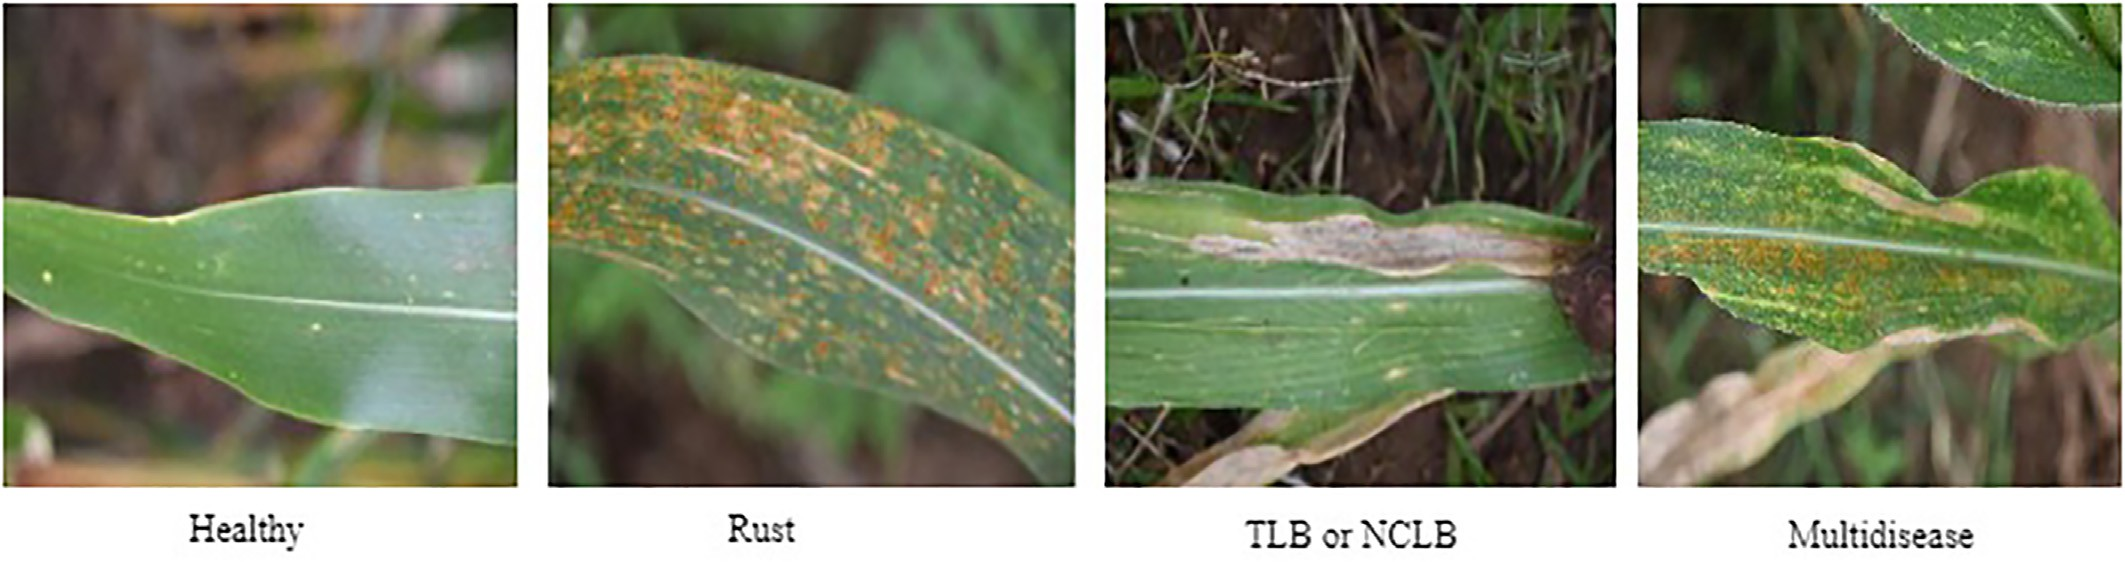 Healthy
Rust
TLB or NCLB
Multidisease